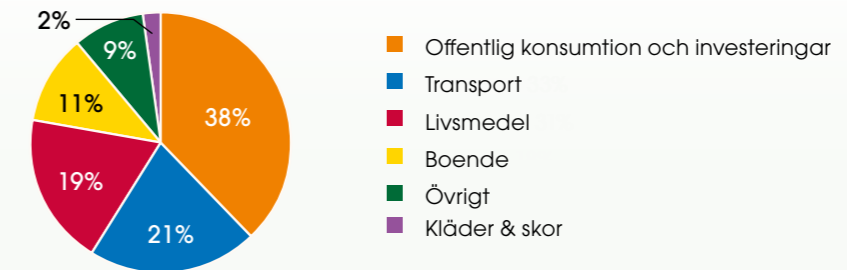 2%
9%
11%
38%
19%
21%
Offentlig konsumtion och investeringar
Transport
Livsmedel
Boende
Övrigt
Kläder & skor